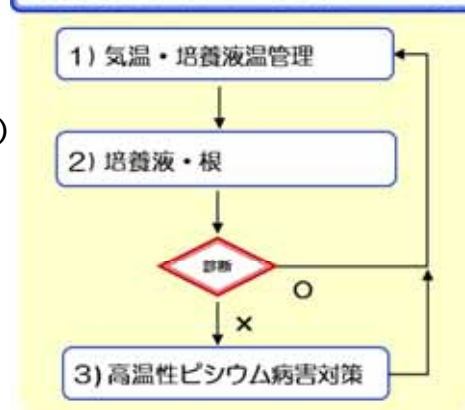 1) 気温・培養液温管理
2) 培養液・根
診断
○
×
3) 高温性ピシウム病害対策